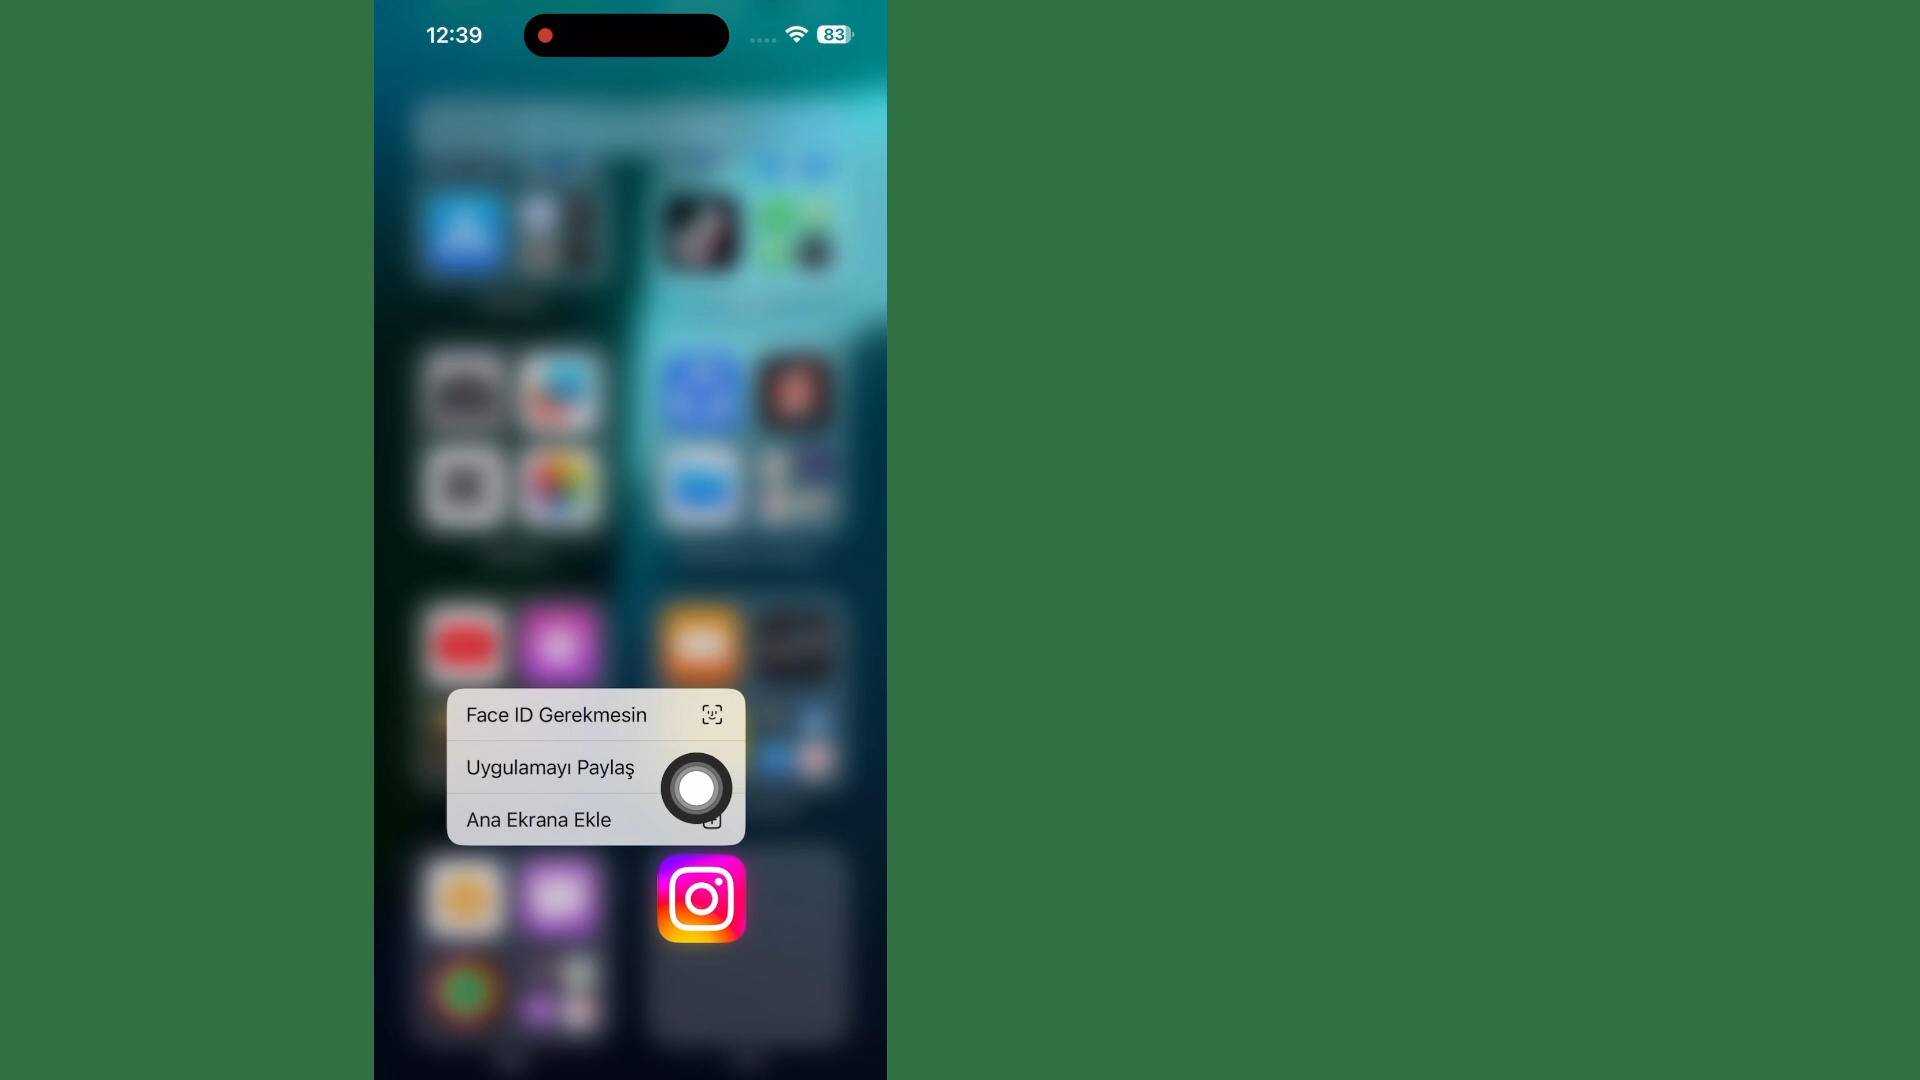 12:39
83
Face ID Gerekmesin
Uygulamayı Paylaş
Ana Ekrana Ekle